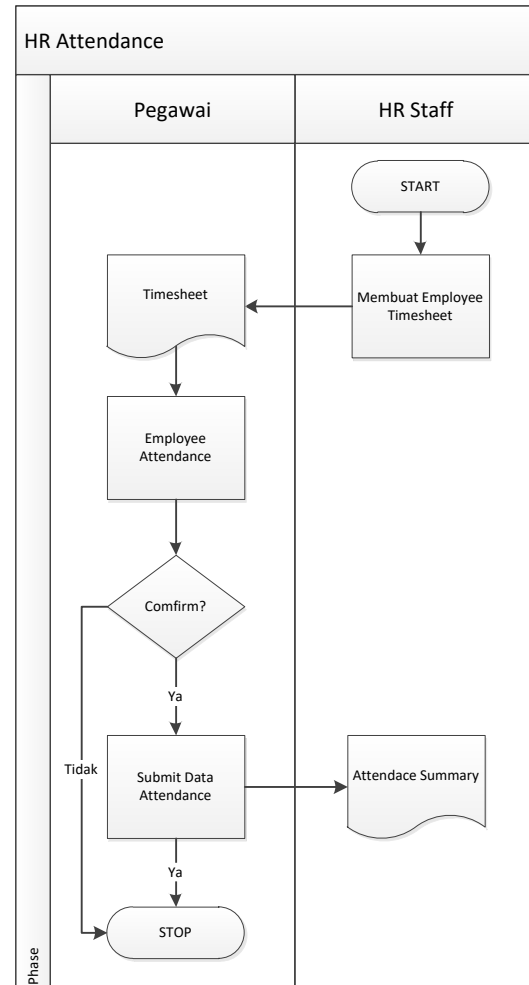 HR Attendance
Pegawai
HR Staff
START
Timesheet
Membuat Employee
Timesheet
Employee
Attendance
Comfirm?
Ya
Tidak
Submit Data
Attendance
Attendace Summary
Ya
STOP
Phase